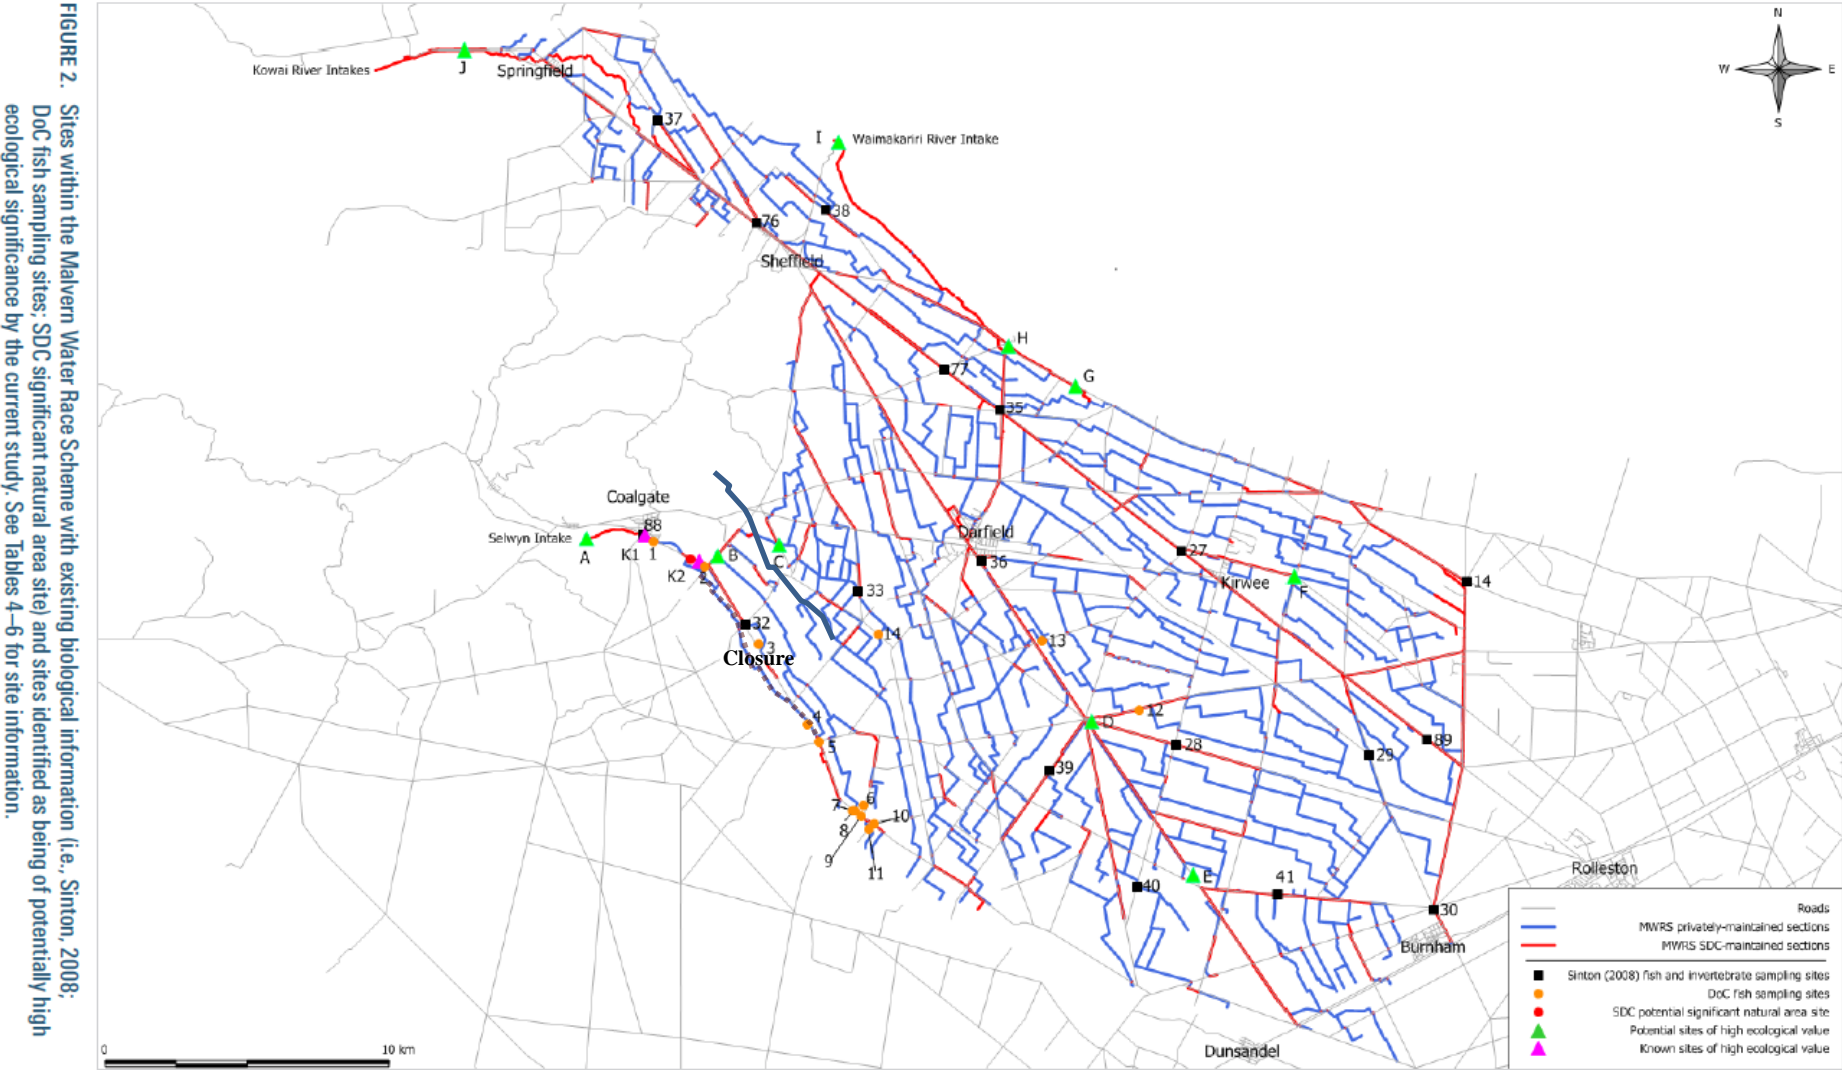 FIGURE 2. Sites within the Malvern Water Race Scheme with existing biological information (i.e., Sinton, 2008;
DoC fish sampling sites; SDC significant natural area site) and sites identified as being of potentially high
ecological significance by the current study. See Tables 4–6 for site information.
N
W
E
S
Kowai River Intakes
J
Springfield
37
I
Waimakariri River Intake
38
76
Sheffield
H
G
77
35
Coalgate
88
Selwyn Intake
A
K1
1
B
K2
2
C
Darfield
36
27
Kirwee
F
14
33
32
3
Closure
14
13
4
5
D
12
28
29
89
39
6
7
8
10
9
11
40
E
41
30
Rolleston
Burnham
Dunsandel
0
10 km
Roads
MWRS privately-maintained sections
MWRS SDC-maintained sections
Sinton (2008) fish and invertebrate sampling sites
DoC fish sampling sites
SDC potential significant natural area site
Potential sites of high ecological value
Known sites of high ecological value